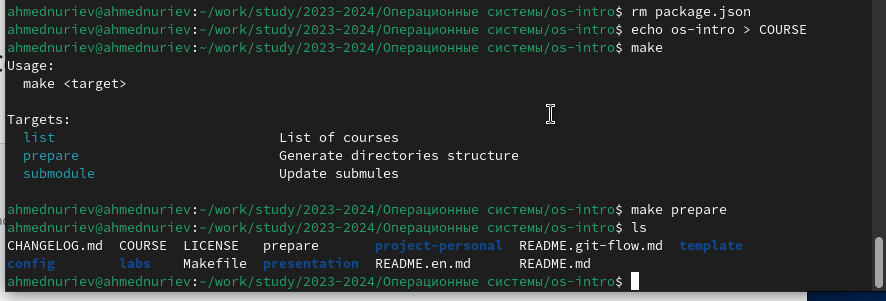 ahmednuriev@ahmednuriev:~/work/study/2023-2024/Операционные системы/os-intro$ rm package.json
ahmednuriev@ahmednuriev:~/work/study/2023-2024/Операционные системы/os-intro$ echo os-intro > COURSE
ahmednuriev@ahmednuriev:~/work/study/2023-2024/Операционные системы/os-intro$ make
Usage:
  make <target>
Targets:
  list                            List of courses
  prepare                         Generate directories structure
  submodule                       Update submules
ahmednuriev@ahmednuriev:~/work/study/2023-2024/Операционные системы/os-intro$ make prepare
ahmednuriev@ahmednuriev:~/work/study/2023-2024/Операционные системы/os-intro$ ls
CHANGELOG.md  COURSE  LICENSE   prepare       project-personal  README.git-flow.md  template
config        labs    Makefile  presentation  README.en.md      README.md
ahmednuriev@ahmednuriev:~/work/study/2023-2024/Операционные системы/os-intro$